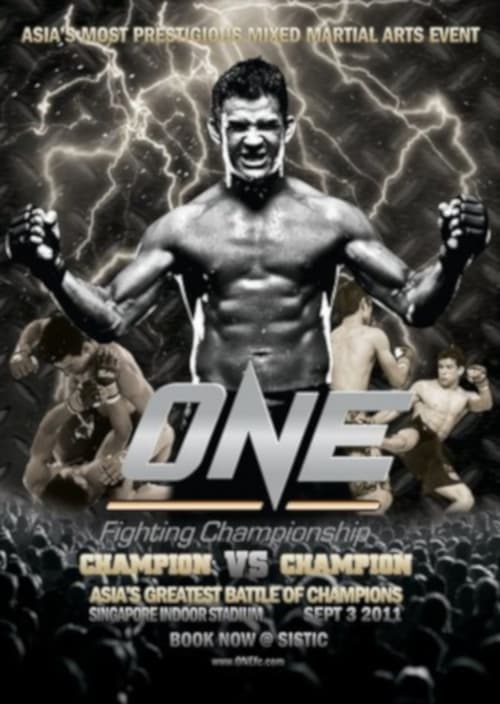 ASIA'S MOST PRESTIGIOUS MIXED MARTIAL ARTS EVENT
ONE
Fighting Championship
CHAMPION VS CHAMPION
ASIA'S GREATEST BATTLE OF CHAMPIONS
SINGAPORE INDOOR STADIUM SEPT 3 2011
BOOK NOW @ SISTIC
www.ONEfc.com